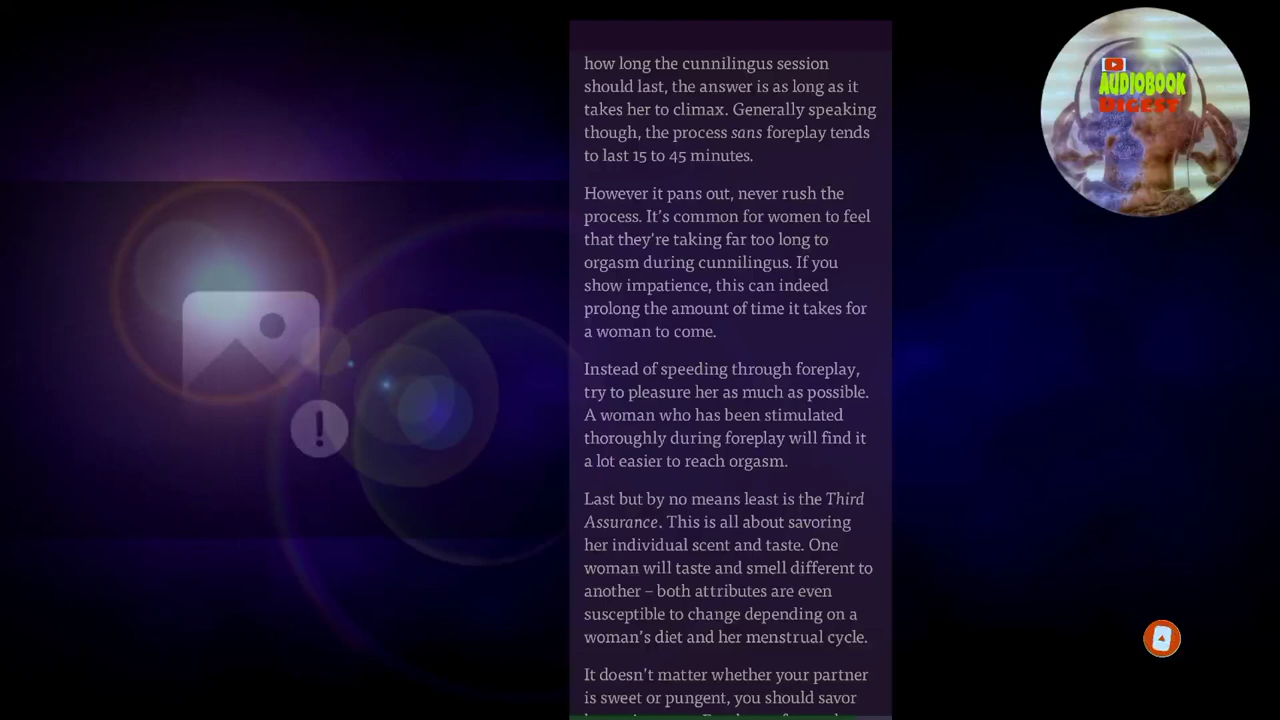 how long the cunnilingus session
should last, the answer is as long as it
takes her to climax. Generally speaking
though, the process sans foreplay tends
to last 15 to 45 minutes.
However it pans out, never rush the
process. It's common for women to feel
that they're taking far too long to
orgasm during cunnilingus. If you
show impatience, this can indeed
prolong the amount of time it takes for
a woman to come.
Instead of speeding through foreplay,
try to pleasure her as much as possible.
A woman who has been stimulated
thoroughly during foreplay will find it
a lot easier to reach orgasm.
Last but by no means least is the Third
Assurance. This is all about savoring
her individual scent and taste. One
woman will taste and smell different to
another – both attributes are even
susceptible to change depending on a
woman's diet and her menstrual cycle.
It doesn't matter whether your partner
is sweet or pungent, you should savor
AUDIOBOOK
DIGEST